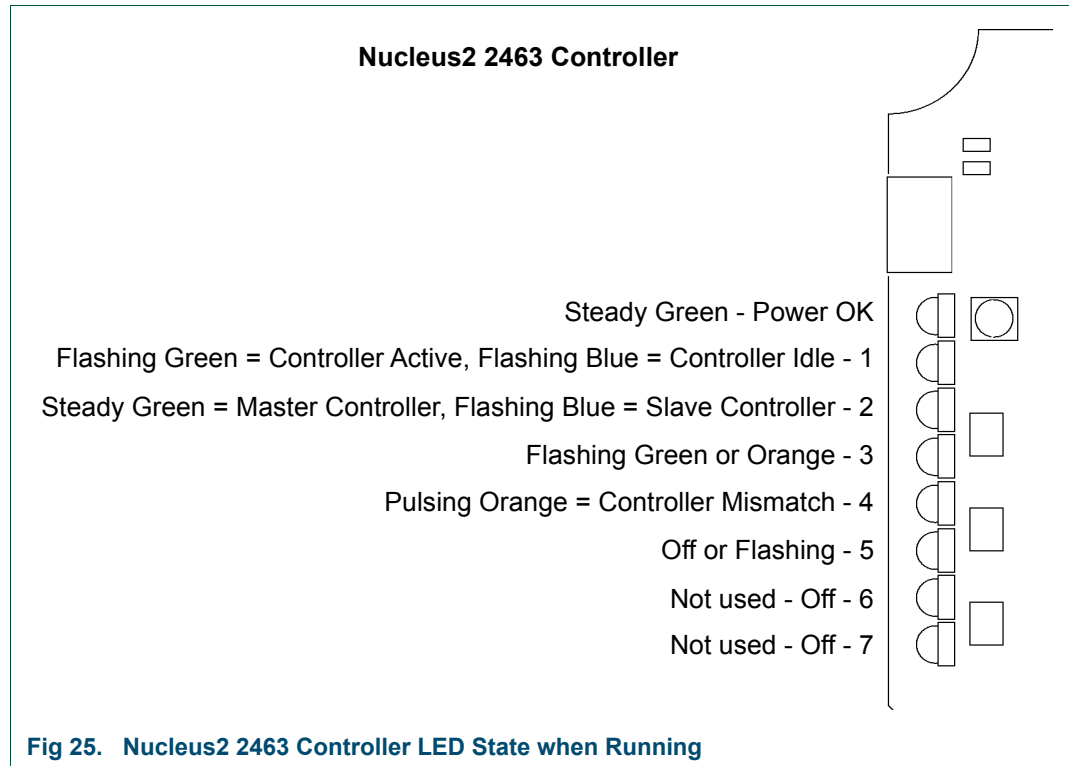 Nucleus2 2463 Controller
Steady Green - Power OK
Flashing Green = Controller Active, Flashing Blue = Controller Idle - 1
Steady Green = Master Controller, Flashing Blue = Slave Controller - 2
Flashing Green or Orange - 3
Pulsing Orange = Controller Mismatch - 4
Off or Flashing - 5
Not used - Off - 6
Not used - Off - 7
Fig 25. Nucleus2 2463 Controller LED State when Running